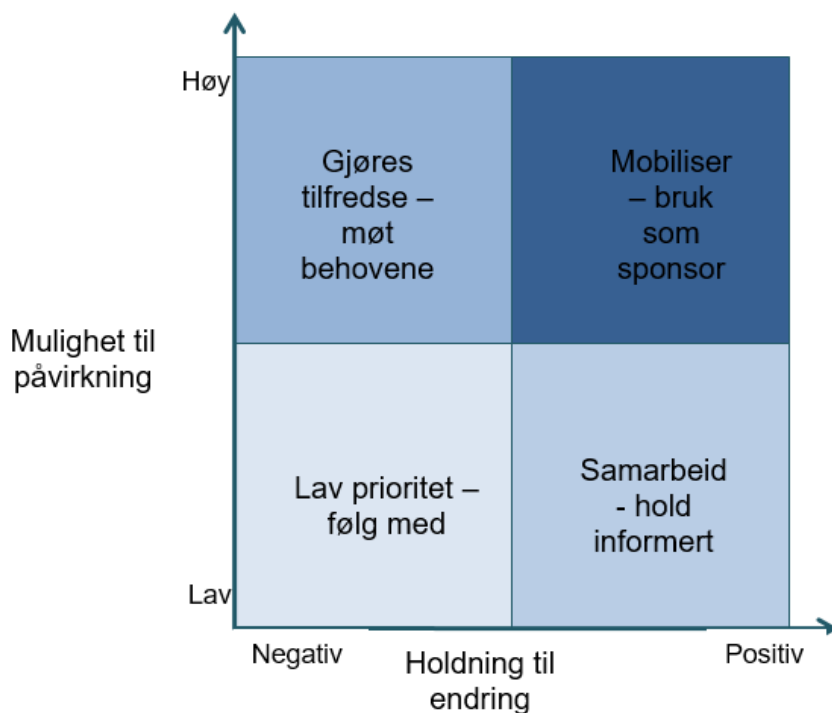 Høy
Gjøres
tilfredse –
møt
behovene
Mobiliser
– bruk
som
sponsor
Mulighet til
påvirkning
Lav prioritet –
følg med
Samarbeid
- hold
informert
Lav
Negativ
Holdning til
endring
Positiv